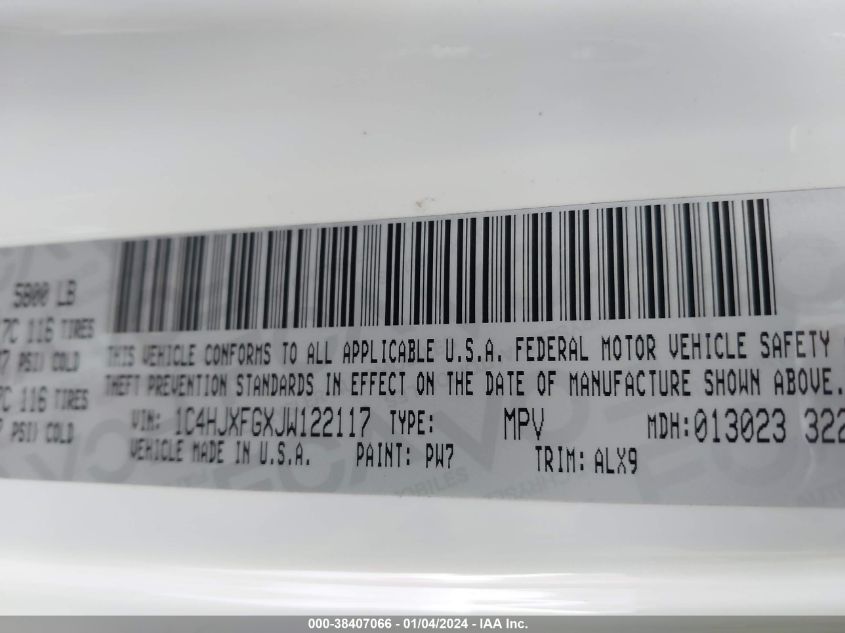 5800 LB
7C 116 TIRES
7 PSI) COLD
7C 116 TIRES
PSI) COLD
THIS VEHICLE CONFORMS TO ALL APPLICABLE U.S.A. FEDERAL MOTOR VEHICLE SAFETY
THEFT PREVENTION STANDARDS IN EFFECT ON THE DATE OF MANUFACTURE SHOWN ABOVE.
VIN: 1C4HJXFGXJW122117 TYPE: MPV MDH:013023 322
VEHICLE MADE IN U.S.A. PAINT: PW7 TRIM: ALX9
000-38407066 - 01/04/2024 - IAA Inc.